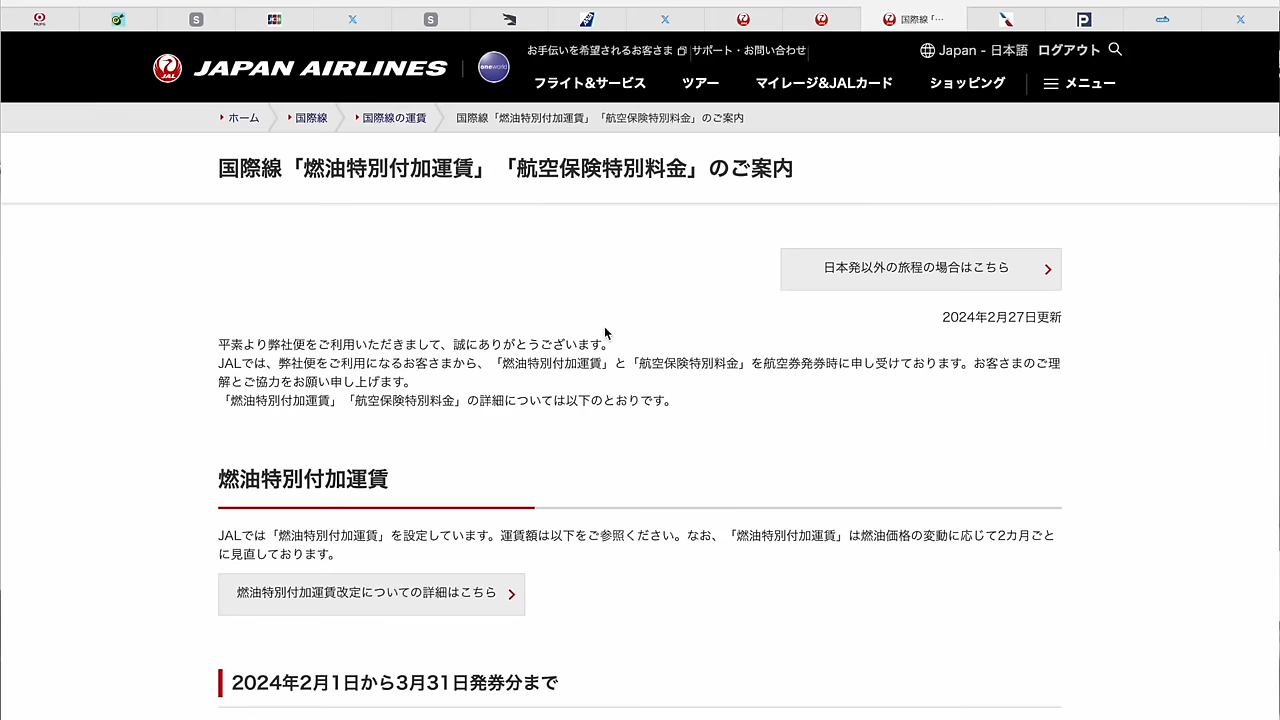 国際線「…
お手伝いを希望されるお客さま
サポート・お問い合わせ
Japan - 日本語
ログアウト
JAL
JAPAN AIRLINES
oneworld
フライト&サービス
ツアー
マイレージ&JALカード
ショッピング
メニュー
ホーム
国際線
国際線の運賃
国際線「燃油特別付加運賃」「航空保険特別料金」のご案内
国際線「燃油特別付加運賃」「航空保険特別料金」のご案内
日本発以外の旅程の場合はこちら
2024年2月27日更新
平素より弊社便をご利用いただきまして、誠にありがとうございます。
JALでは、弊社便をご利用になるお客さまから、「燃油特別付加運賃」と「航空保険特別料金」を航空券発券時に申し受けております。お客さまのご理
解とご協力をお願い申し上げます。
「燃油特別付加運賃」「航空保険特別料金」の詳細については以下のとおりです。
燃油特別付加運賃
JALでは「燃油特別付加運賃」を設定しています。運賃額は以下をご参照ください。なお、「燃油特別付加運賃」は燃油価格の変動に応じて2カ月ごと
に見直しております。
燃油特別付加運賃改定についての詳細はこちら
2024年2月1日から3月31日発券分まで